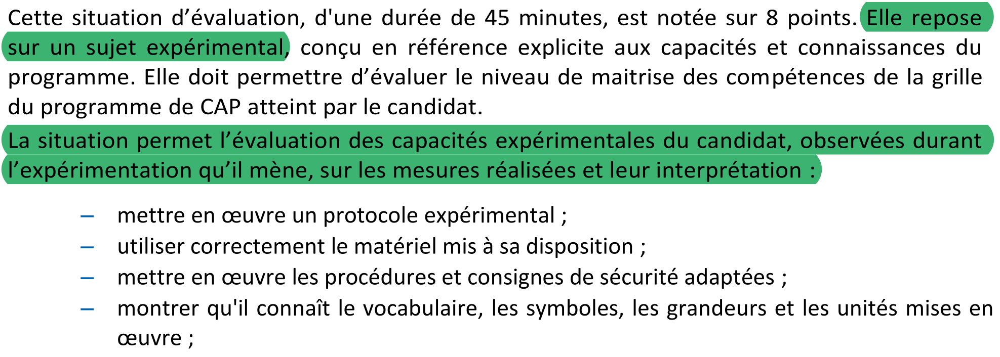 Cette situation d’évaluation, d'une durée de 45 minutes, est notée sur 8 points. Elle repose
sur un sujet expérimental, conçu en référence explicite aux capacités et connaissances du
programme. Elle doit permettre d’évaluer le niveau de maitrise des compétences de la grille
du programme de CAP atteint par le candidat.
La situation permet l’évaluation des capacités expérimentales du candidat, observées durant
l’expérimentation qu’il mène, sur les mesures réalisées et leur interprétation :
– mettre en œuvre un protocole expérimental ;
– utiliser correctement le matériel mis à sa disposition ;
– mettre en œuvre les procédures et consignes de sécurité adaptées ;
– montrer qu'il connaît le vocabulaire, les symboles, les grandeurs et les unités mises en
œuvre ;